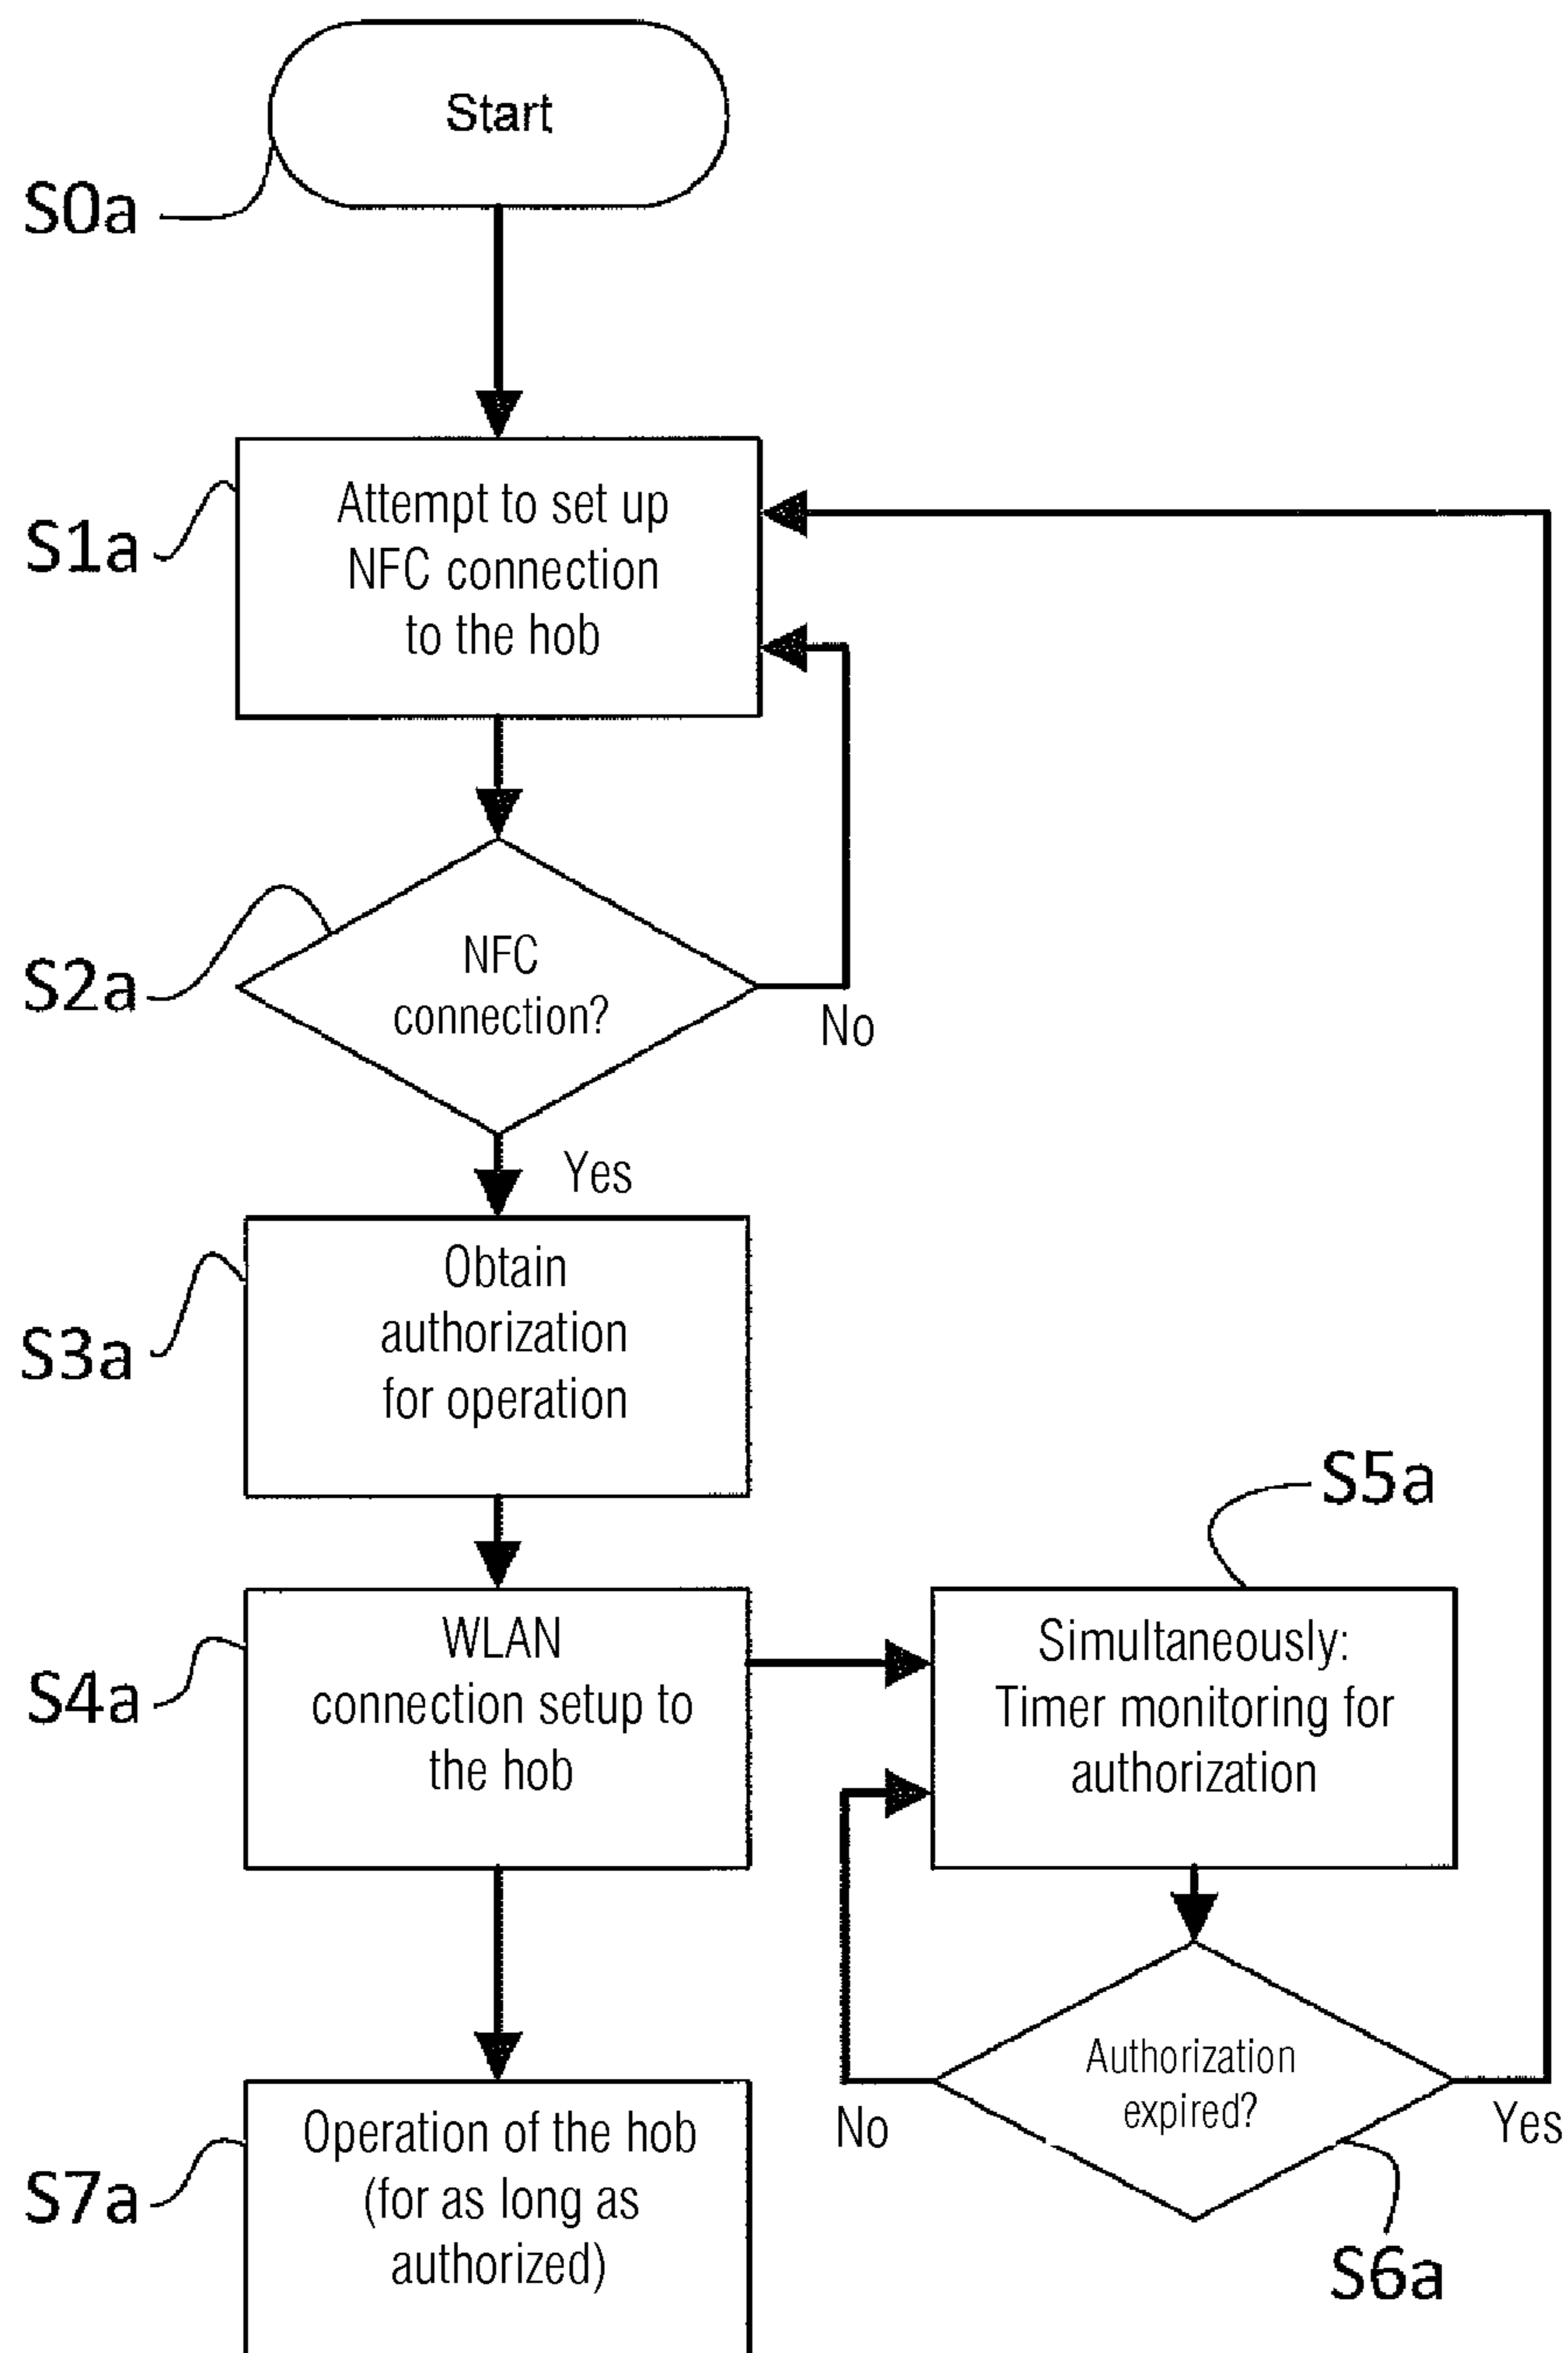 Start
S0a
Attempt to set up
NFC connection
to the hob
S1a
NFC
connection?
S2a
No
Yes
Obtain
authorization
for operation
S3a
S5a
WLAN
connection setup to
the hob
S4a
Simultaneously:
Timer monitoring for
authorization
Authorization
expired?
No
Yes
S6a
Operation of the hob
(for as long as
authorized)
S7a